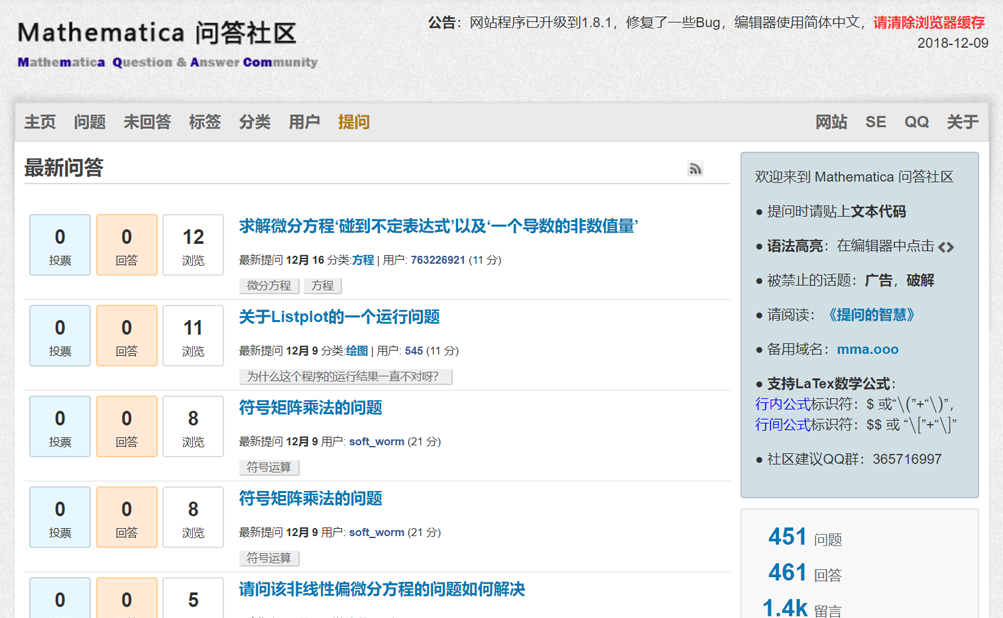 Mathematica 问答社区
Mathematica Question & Answer Community
公告：网站程序已升级到1.8.1，修复了一些Bug，编辑器使用简体中文，请清除浏览器缓存
2018-12-09
主页 问题 未回答 标签 分类 用户 提问 网站 SE QQ 关于
最新问答
0 投票 0 回答 12 浏览
求解微分方程‘碰到不定表达式’以及‘一个导数的非数值量’
最新提问 12月 16 分类:方程 | 用户: 763226921 (11 分)
微分方程 方程
0 投票 0 回答 11 浏览
关于Listplot的一个运行问题
最新提问 12月 9 分类:绘图 | 用户: 545 (11 分)
为什么这个程序的运行结果一直不对呀?
0 投票 0 回答 8 浏览
符号矩阵乘法的问题
最新提问 12月 9 用户: soft_worm (21 分)
符号运算
0 投票 0 回答 8 浏览
符号矩阵乘法的问题
最新提问 12月 9 用户: soft_worm (21 分)
符号运算
0 0 5
请问该非线性偏微分方程的问题如何解决
欢迎来到 Mathematica 问答社区
● 提问时请贴上文本代码
● 语法高亮：在编辑器中点击 <>
● 被禁止的话题：广告，破解
● 请阅读：《提问的智慧》
● 备用域名：mma.ooo
● 支持LaTex数学公式：
行内公式标识符：$ 或“\(”+“\)”，
行间公式标识符：$$ 或 “\[”+“\]”
● 社区建议QQ群：365716997
451 问题
461 回答
1.4k 留言